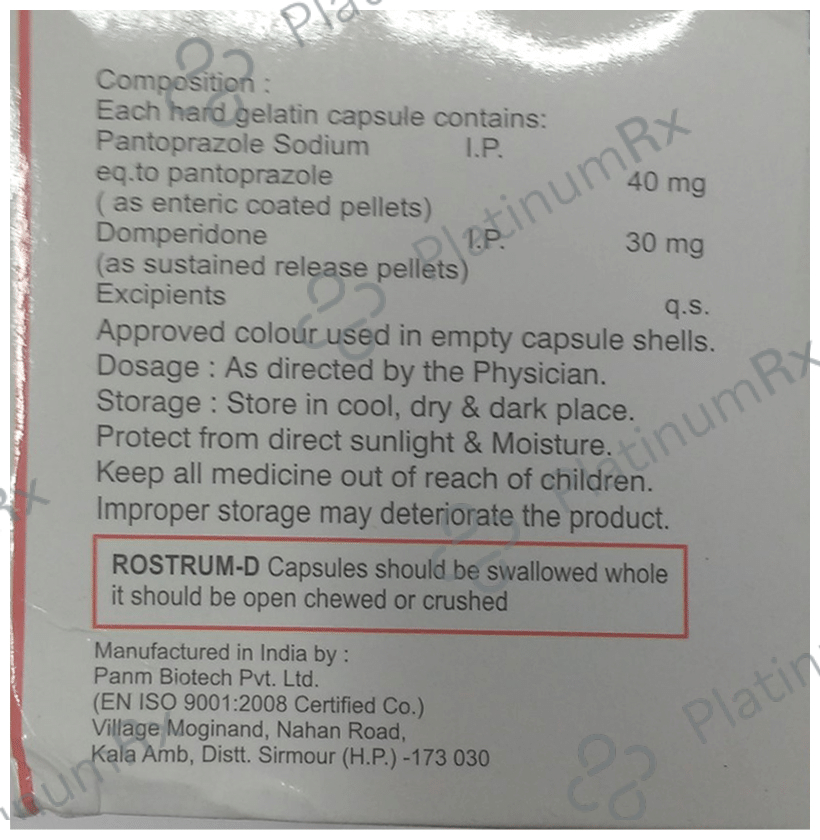 Composition :
Each hard gelatin capsule contains:
Pantoprazole Sodium I.P.
eq.to pantoprazole 40 mg
( as enteric coated pellets)
Domperidone I.P. 30 mg
(as sustained release pellets)
Excipients q.s.
Approved colour used in empty capsule shells.
Dosage : As directed by the Physician.
Storage : Store in cool, dry & dark place.
Protect from direct sunlight & Moisture.
Keep all medicine out of reach of children.
Improper storage may deteriorate the product.
ROSTRUM-D Capsules should be swallowed whole
it should be open chewed or crushed
Manufactured in India by :
Panm Biotech Pvt. Ltd.
(EN ISO 9001:2008 Certified Co.)
Village Moginand, Nahan Road,
Kala Amb, Distt. Sirmour (H.P.) -173 030
PlatinumRx
PlatinumRx